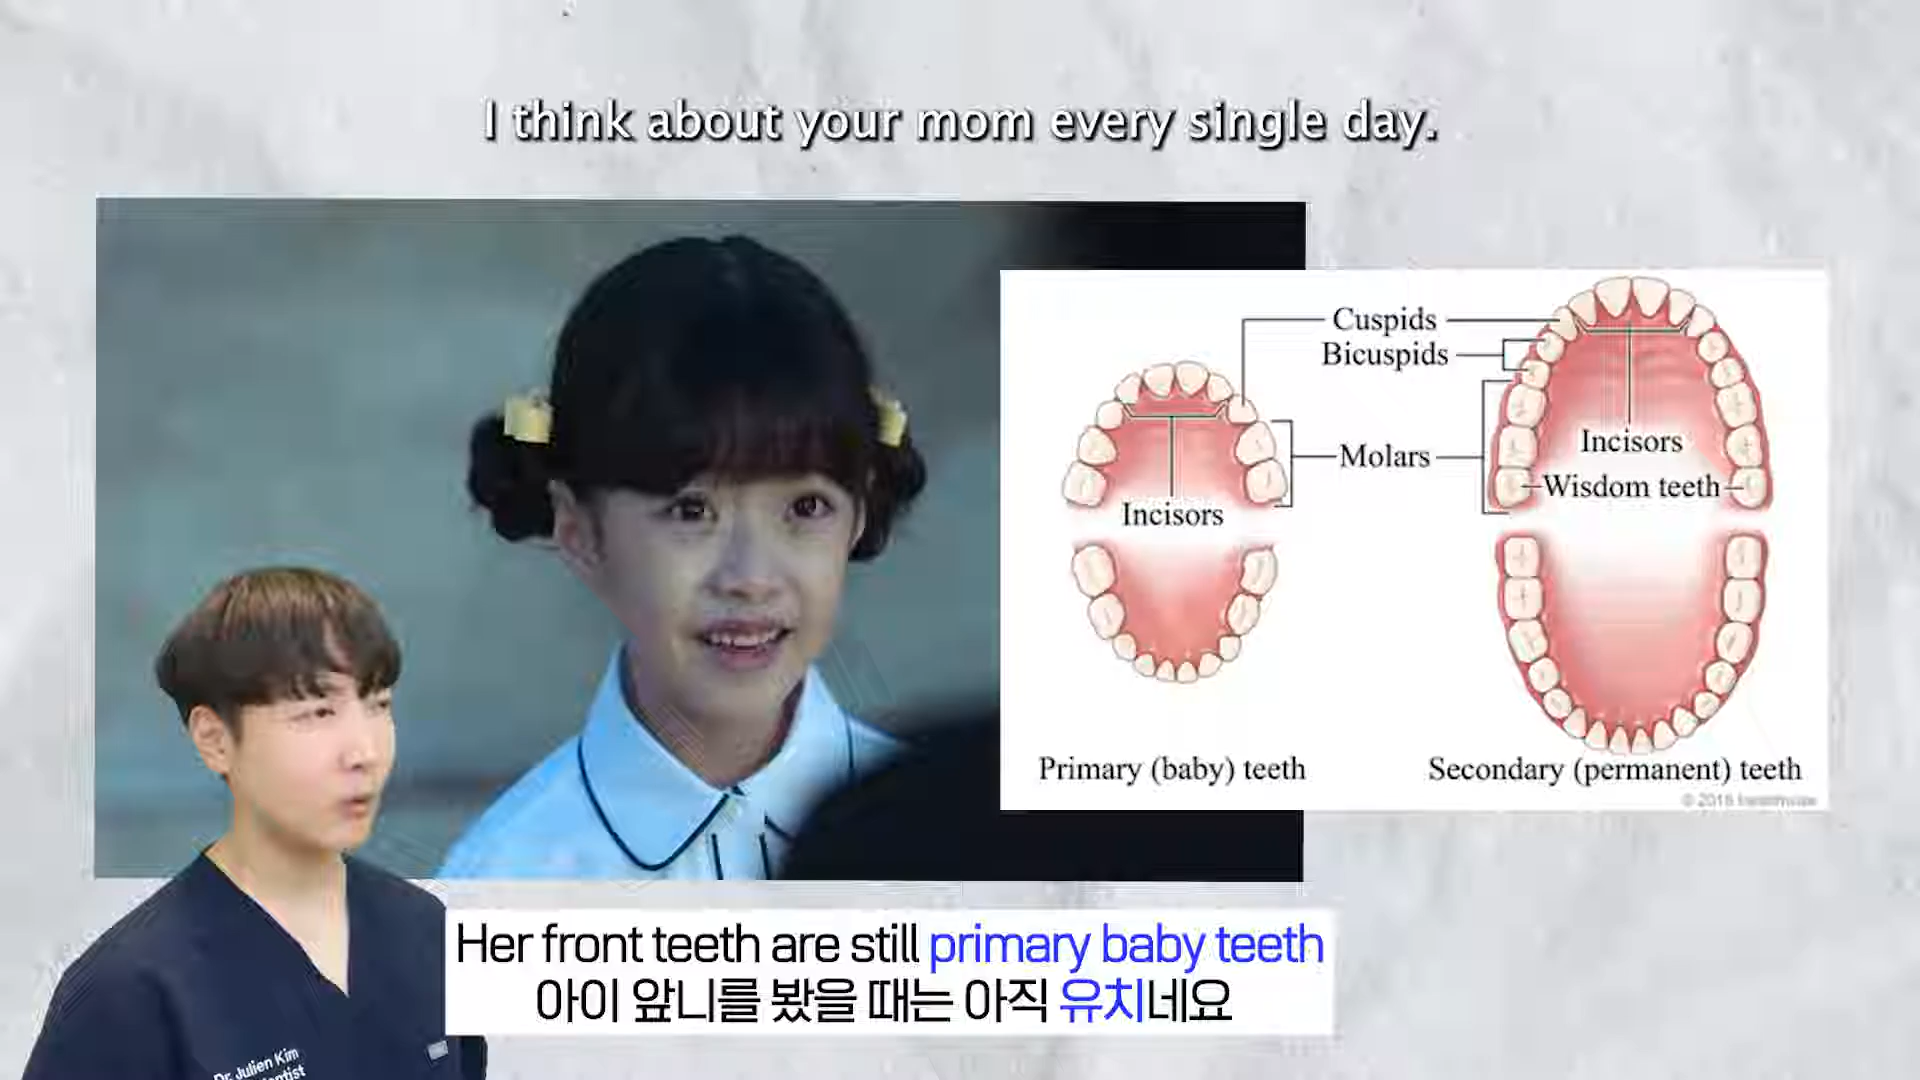 I think about your mom every single day.
Cuspids
Bicuspids
Molars
Incisors
Wisdom teeth
Incisors
Primary (baby) teeth
Secondary (permanent) teeth
Her front teeth are still primary baby teeth
아이 앞니를 봤을 때는 아직 유치네요
Dr. Julien Kim